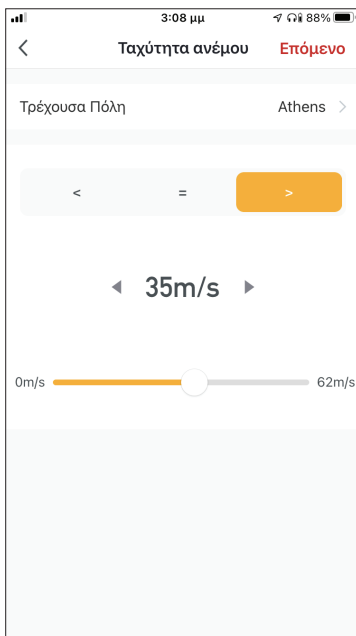 3:08 μμ 88%
Ταχύτητα ανέμου Επόμενο
Τρέχουσα Πόλη Athens
< = >
35m/s
0m/s 62m/s